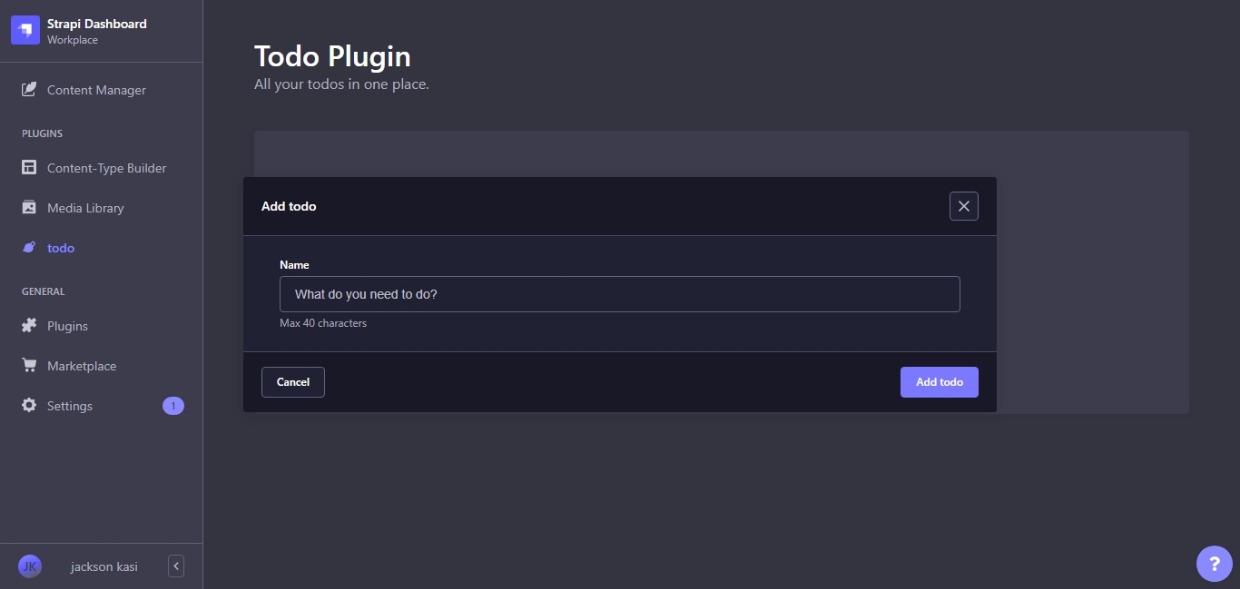 Strapi Dashboard
Workplace
Content Manager
PLUGINS
Content-Type Builder
Media Library
todo
GENERAL
Plugins
Marketplace
Settings
1
JK
jackson kasi
Todo Plugin
All your todos in one place.
Add todo
Name
What do you need to do?
Max 40 characters
Cancel
Add todo
?